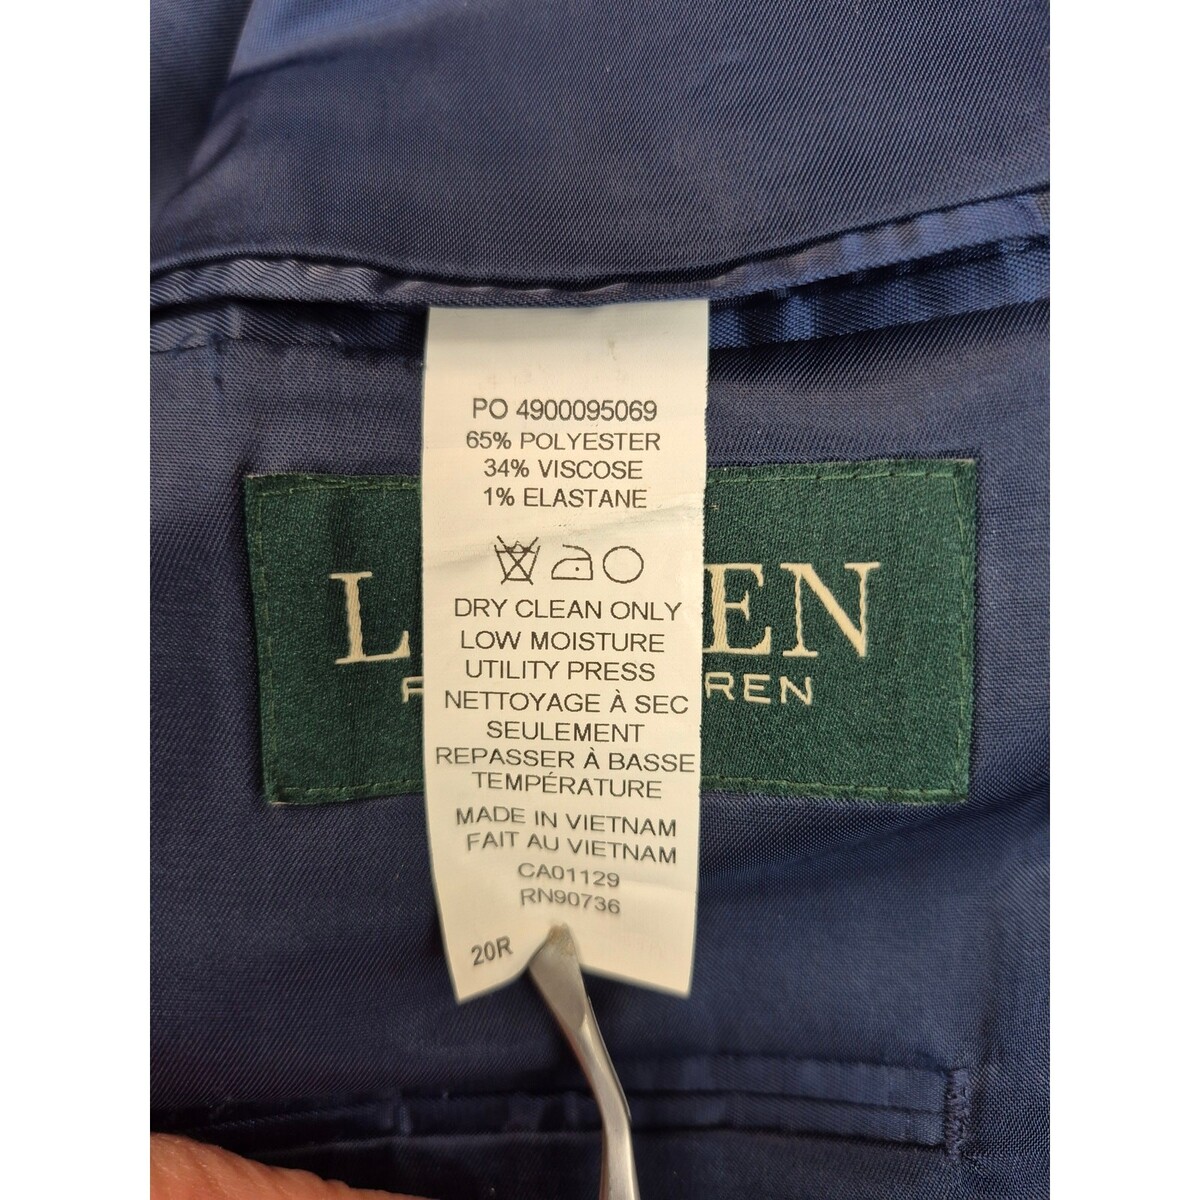 PO 4900095069
65% POLYESTER
34% VISCOSE
1% ELASTANE
DRY CLEAN ONLY
LOW MOISTURE
UTILITY PRESS
NETTOYAGE À SEC
SEULEMENT
REPASSER À BASSE
TEMPÉRATURE
MADE IN VIETNAM
FAIT AU VIETNAM
CA01129
RN90736
20R